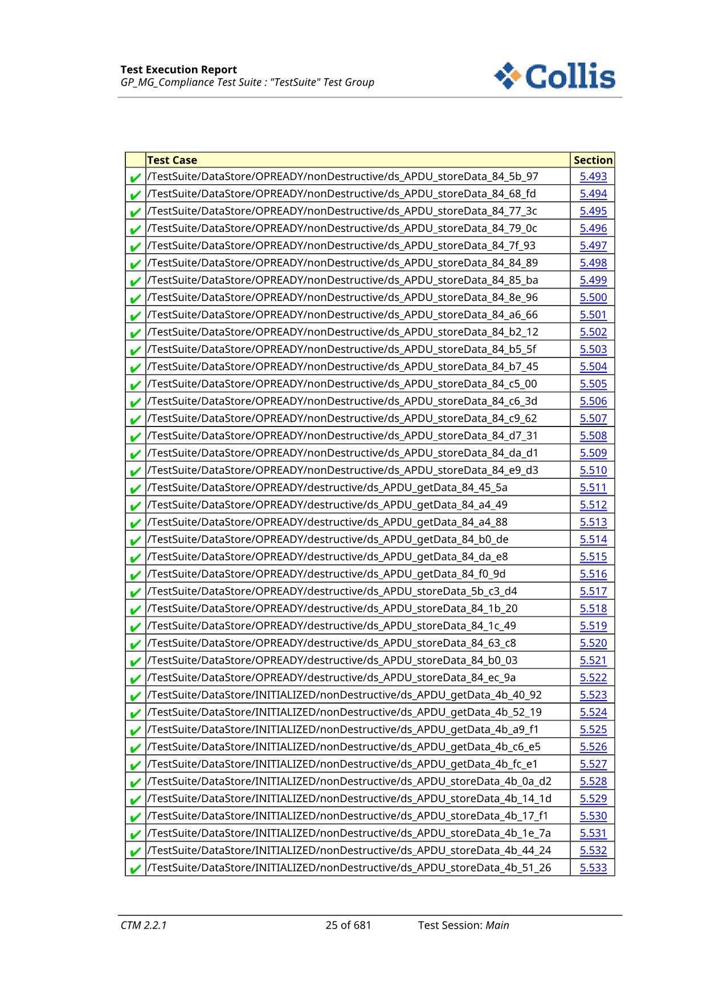 Test Execution Report
GP_MG_Compliance Test Suite : "TestSuite" Test Group
Collis
Test Case Section
✔ /TestSuite/DataStore/OPREADY/nonDestructive/ds_APDU_storeData_84_5b_97 5.493
✔ /TestSuite/DataStore/OPREADY/nonDestructive/ds_APDU_storeData_84_68_fd 5.494
✔ /TestSuite/DataStore/OPREADY/nonDestructive/ds_APDU_storeData_84_77_3c 5.495
✔ /TestSuite/DataStore/OPREADY/nonDestructive/ds_APDU_storeData_84_79_0c 5.496
✔ /TestSuite/DataStore/OPREADY/nonDestructive/ds_APDU_storeData_84_7f_93 5.497
✔ /TestSuite/DataStore/OPREADY/nonDestructive/ds_APDU_storeData_84_84_89 5.498
✔ /TestSuite/DataStore/OPREADY/nonDestructive/ds_APDU_storeData_84_85_ba 5.499
✔ /TestSuite/DataStore/OPREADY/nonDestructive/ds_APDU_storeData_84_8e_96 5.500
✔ /TestSuite/DataStore/OPREADY/nonDestructive/ds_APDU_storeData_84_a6_66 5.501
✔ /TestSuite/DataStore/OPREADY/nonDestructive/ds_APDU_storeData_84_b2_12 5.502
✔ /TestSuite/DataStore/OPREADY/nonDestructive/ds_APDU_storeData_84_b5_5f 5.503
✔ /TestSuite/DataStore/OPREADY/nonDestructive/ds_APDU_storeData_84_b7_45 5.504
✔ /TestSuite/DataStore/OPREADY/nonDestructive/ds_APDU_storeData_84_c5_00 5.505
✔ /TestSuite/DataStore/OPREADY/nonDestructive/ds_APDU_storeData_84_c6_3d 5.506
✔ /TestSuite/DataStore/OPREADY/nonDestructive/ds_APDU_storeData_84_c9_62 5.507
✔ /TestSuite/DataStore/OPREADY/nonDestructive/ds_APDU_storeData_84_d7_31 5.508
✔ /TestSuite/DataStore/OPREADY/nonDestructive/ds_APDU_storeData_84_da_d1 5.509
✔ /TestSuite/DataStore/OPREADY/nonDestructive/ds_APDU_storeData_84_e9_d3 5.510
✔ /TestSuite/DataStore/OPREADY/destructive/ds_APDU_getData_84_45_5a 5.511
✔ /TestSuite/DataStore/OPREADY/destructive/ds_APDU_getData_84_a4_49 5.512
✔ /TestSuite/DataStore/OPREADY/destructive/ds_APDU_getData_84_a4_88 5.513
✔ /TestSuite/DataStore/OPREADY/destructive/ds_APDU_getData_84_b0_de 5.514
✔ /TestSuite/DataStore/OPREADY/destructive/ds_APDU_getData_84_da_e8 5.515
✔ /TestSuite/DataStore/OPREADY/destructive/ds_APDU_getData_84_f0_9d 5.516
✔ /TestSuite/DataStore/OPREADY/destructive/ds_APDU_storeData_5b_c3_d4 5.517
✔ /TestSuite/DataStore/OPREADY/destructive/ds_APDU_storeData_84_1b_20 5.518
✔ /TestSuite/DataStore/OPREADY/destructive/ds_APDU_storeData_84_1c_49 5.519
✔ /TestSuite/DataStore/OPREADY/destructive/ds_APDU_storeData_84_63_c8 5.520
✔ /TestSuite/DataStore/OPREADY/destructive/ds_APDU_storeData_84_b0_03 5.521
✔ /TestSuite/DataStore/OPREADY/destructive/ds_APDU_storeData_84_ec_9a 5.522
✔ /TestSuite/DataStore/INITIALIZED/nonDestructive/ds_APDU_getData_4b_40_92 5.523
✔ /TestSuite/DataStore/INITIALIZED/nonDestructive/ds_APDU_getData_4b_52_19 5.524
✔ /TestSuite/DataStore/INITIALIZED/nonDestructive/ds_APDU_getData_4b_a9_f1 5.525
✔ /TestSuite/DataStore/INITIALIZED/nonDestructive/ds_APDU_getData_4b_c6_e5 5.526
✔ /TestSuite/DataStore/INITIALIZED/nonDestructive/ds_APDU_getData_4b_fc_e1 5.527
✔ /TestSuite/DataStore/INITIALIZED/nonDestructive/ds_APDU_storeData_4b_0a_d2 5.528
✔ /TestSuite/DataStore/INITIALIZED/nonDestructive/ds_APDU_storeData_4b_14_1d 5.529
✔ /TestSuite/DataStore/INITIALIZED/nonDestructive/ds_APDU_storeData_4b_17_f1 5.530
✔ /TestSuite/DataStore/INITIALIZED/nonDestructive/ds_APDU_storeData_4b_1e_7a 5.531
✔ /TestSuite/DataStore/INITIALIZED/nonDestructive/ds_APDU_storeData_4b_44_24 5.532
✔ /TestSuite/DataStore/INITIALIZED/nonDestructive/ds_APDU_storeData_4b_51_26 5.533
CTM 2.2.1 25 of 681 Test Session: Main